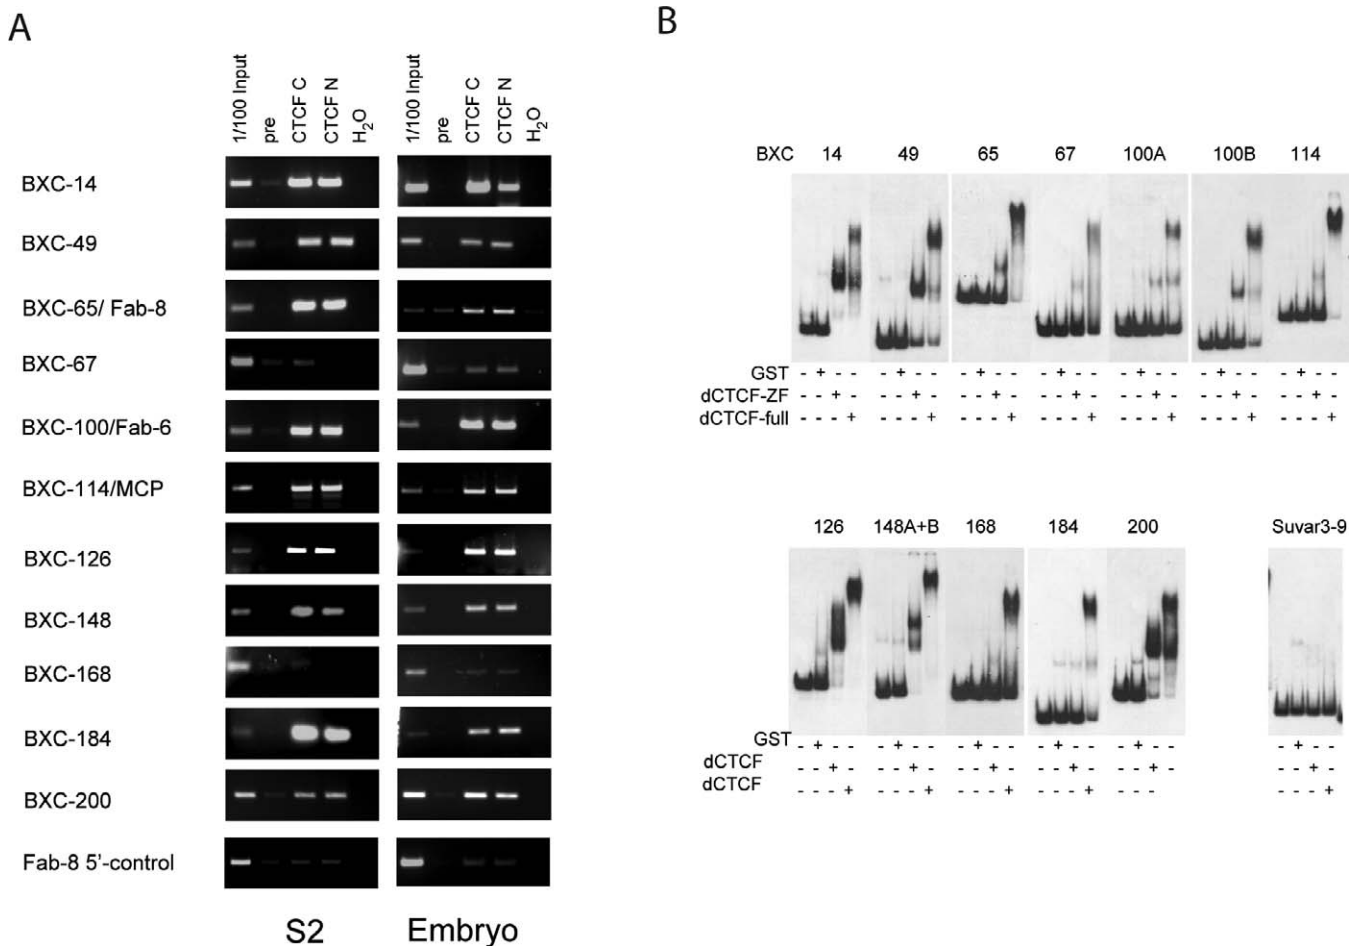 A
B
1/100 Input
pre
CTCF C
CTCF N
H₂O
1/100 Input
pre
CTCF C
CTCF N
H₂O
BXC-14
BXC-49
BXC-65/ Fab-8
BXC-67
BXC-100/Fab-6
BXC-114/MCP
BXC-126
BXC-148
BXC-168
BXC-184
BXC-200
Fab-8 5'-control
S2 Embryo
BXC 14 49 65 67 100A 100B 114
GST - + - - - + - - - + - - - + - - - + - - - + - - - + - -
dCTCF-ZF - - + - - - + - - - + - - - + - - - + - - - + - - - + -
dCTCF-full - - - + - - - + - - - + - - - + - - - + - - - + - - - +
126 148A+B 168 184 200 Suvar3-9
GST - + - - - + - - - + - - - + - - - + - - - + - -
dCTCF - - + - - - + - - - + - - - + - - - + - - - + -
dCTCF - - - + - - - + - - - + - - - + - - - - - - +